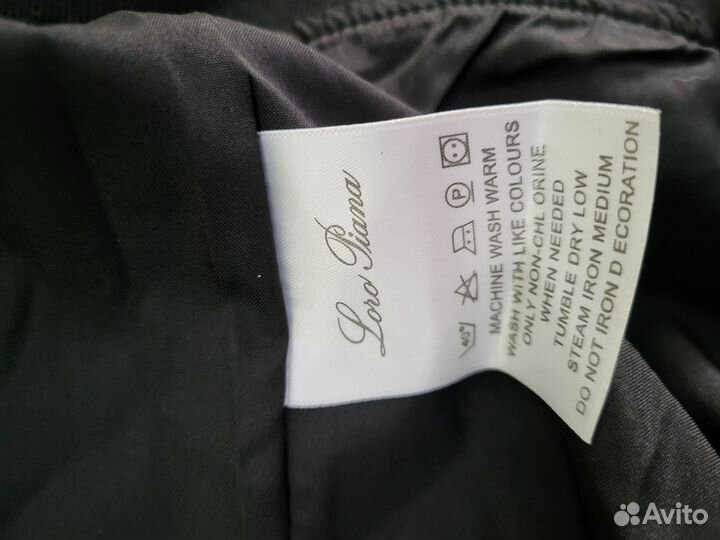 Loro Piana
40°
P
MACHINE WASH WARM
WASH WITH LIKE COLOURS
ONLY NON-CHL ORINE
WHEN NEEDED
TUMBLE DRY LOW
STEAM IRON MEDIUM
DO NOT IRON D ECORATION
Avito